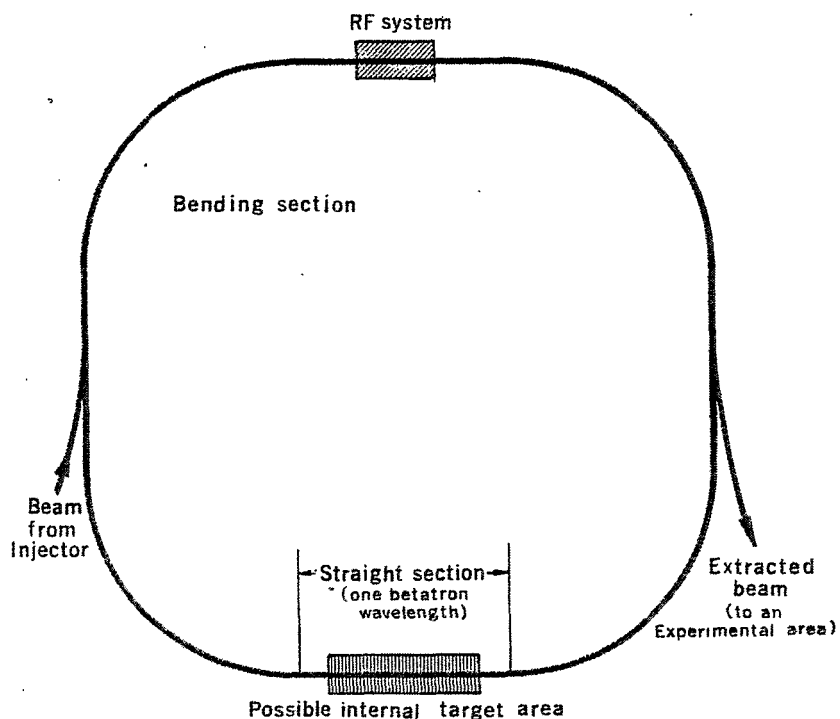 RF system
Bending section
Beam
from
Injector
Straight section
(one betatron
wavelength)
Extracted
beam
(to an
Experimental area)
Possible internal target area